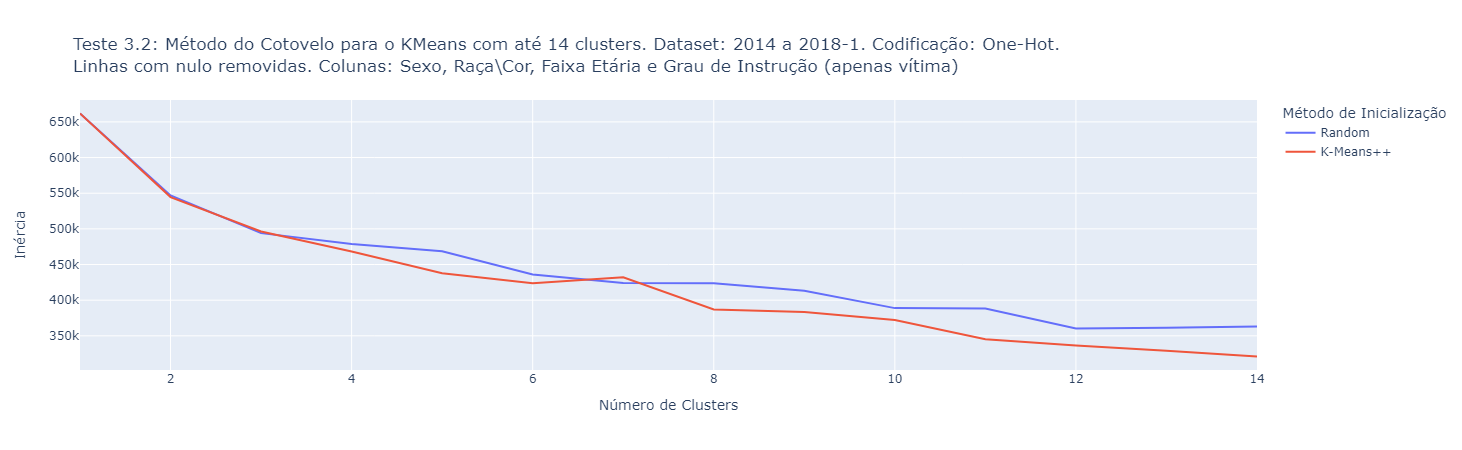 Teste 3.2: Método do Cotovelo para o KMeans com até 14 clusters. Dataset: 2014 a 2018-1. Codificação: One-Hot.
Linhas com nulo removidas. Colunas: Sexo, Raça\Cor, Faixa Etária e Grau de Instrução (apenas vítima)
Método de Inicialização
Random
K-Means++
Inércia
650k
600k
550k
500k
450k
400k
350k
2
4
6
8
10
12
14
Número de Clusters